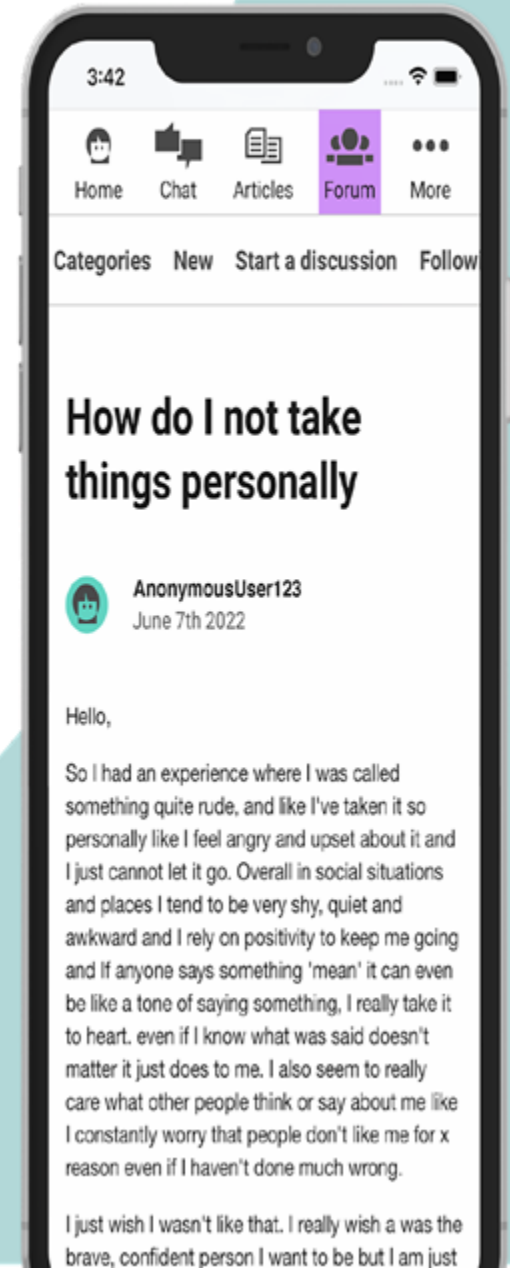 3:42
Home Chat Articles Forum More
Categories New Start a discussion Follow
How do I not take
things personally
AnonymousUser123
June 7th 2022
Hello,
So I had an experience where I was called
something quite rude, and like I've taken it so
personally like I feel angry and upset about it and
I just cannot let it go. Overall in social situations
and places I tend to be very shy, quiet and
awkward and I rely on positivity to keep me going
and If anyone says something 'mean' it can even
be like a tone of saying something, I really take it
to heart. even if I know what was said doesn't
matter it just does to me. I also seem to really
care what other people think or say about me like
I constantly worry that people don't like me for x
reason even if I haven't done much wrong.
I just wish I wasn't like that. I really wish a was the
brave, confident person I want to be but I am just